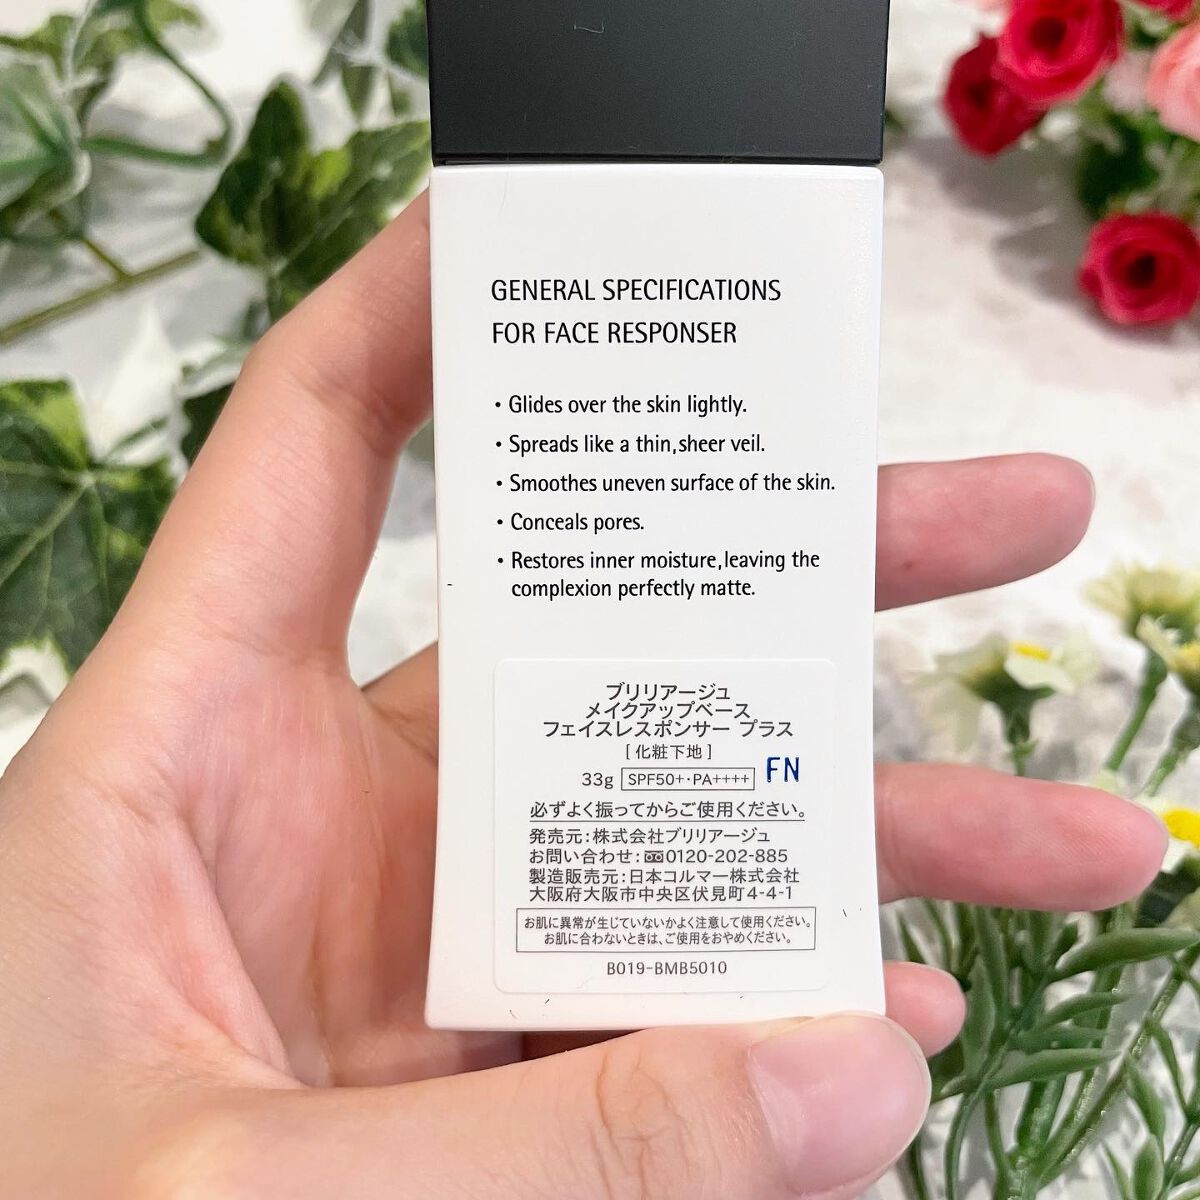 GENERAL SPECIFICATIONS
FOR FACE RESPONSER
・Glides over the skin lightly.
・Spreads like a thin,sheer veil.
・Smoothes uneven surface of the skin.
・Conceals pores.
・Restores inner moisture,leaving the
complexion perfectly matte.
ブリリアージュ
メイクアップベース
フェイスレスポンサー プラス
[化粧下地]
33g SPF50+・PA++++ FN
必ずよく振ってからご使用ください。
発売元:株式会社ブリリアージュ
お問い合わせ:0120-202-885
製造販売元:日本コルマー株式会社
大阪府大阪市中央区伏見町4-4-1
お肌に異常が生じていないかよく注意して使用ください。
お肌に合わないときは、ご使用をおやめください。
B019-BMB5010